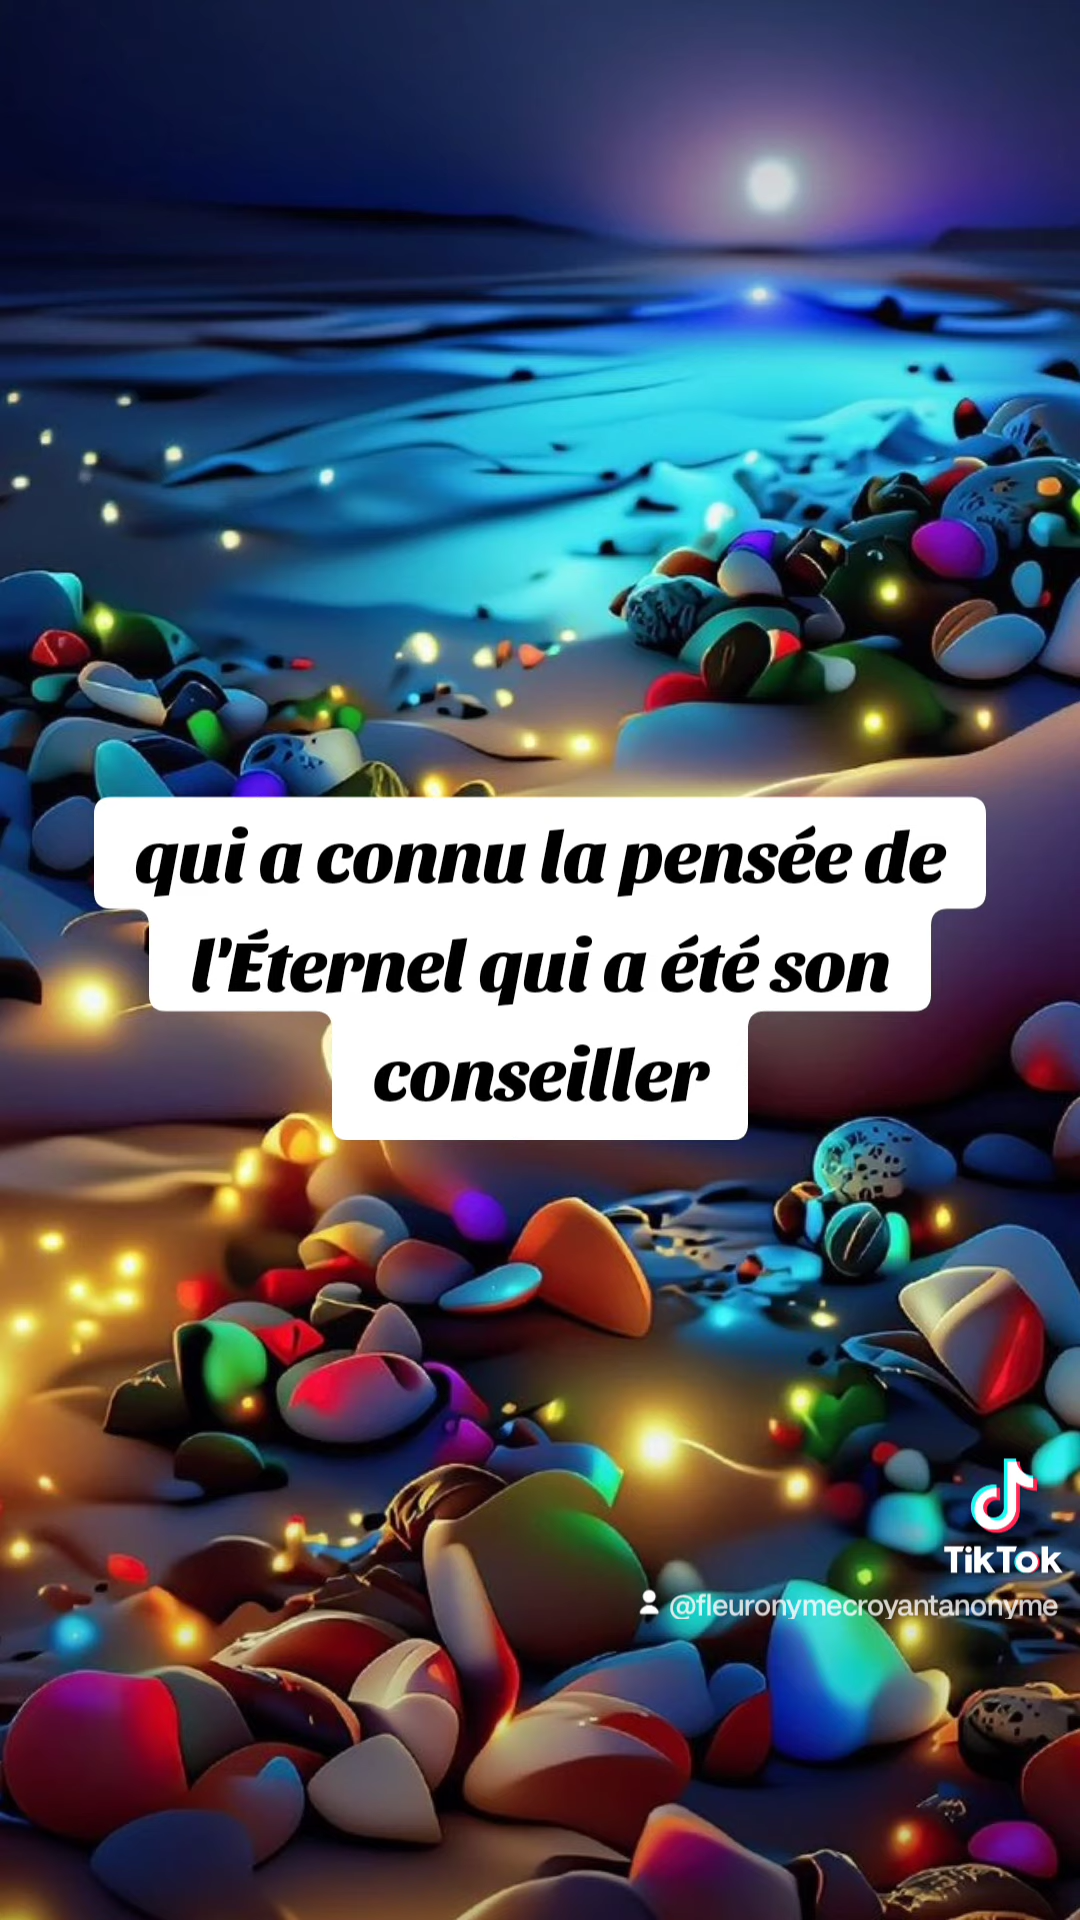 qui a connu la pensée de
l'Éternel qui a été son
conseiller
TikTok
@fleuronymecroyantanonyme